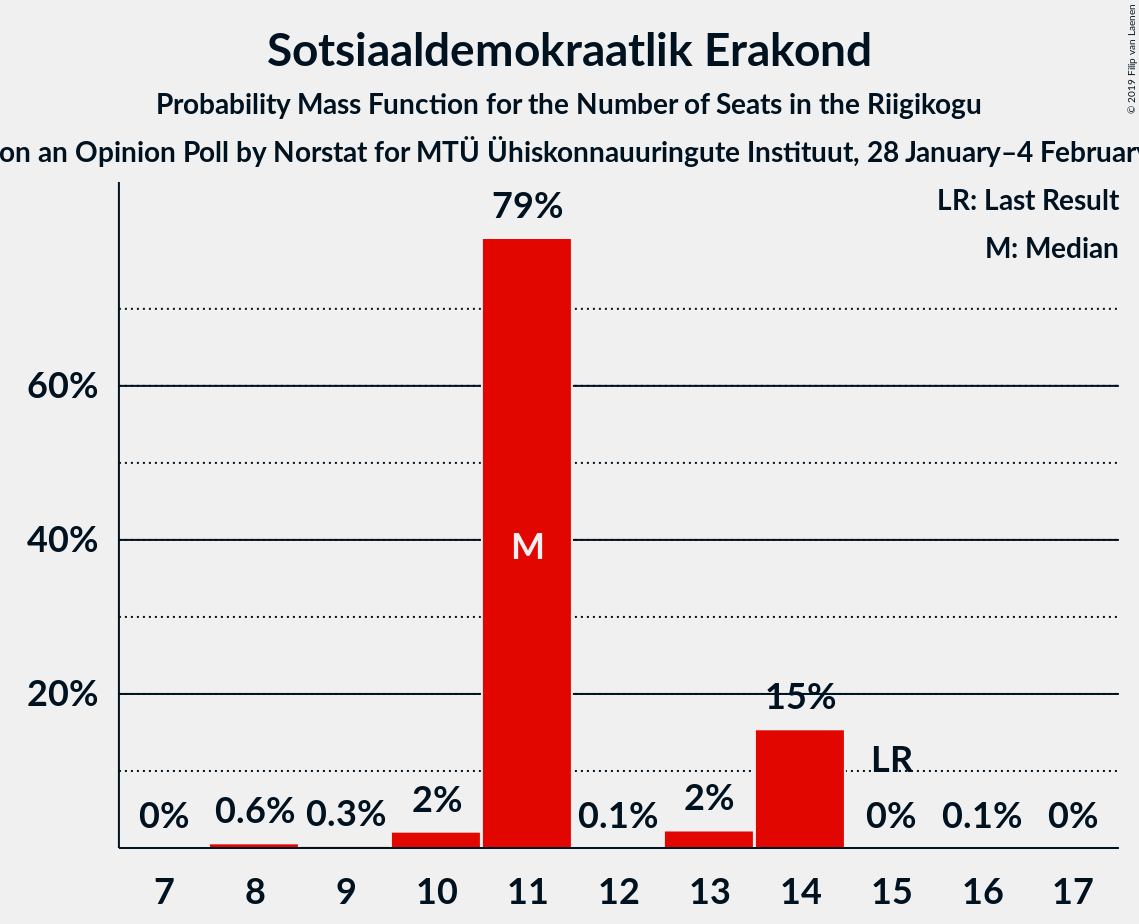 Sotsiaaldemokraatlik Erakond
Probability Mass Function for the Number of Seats in the Riigikogu
on an Opinion Poll by Norstat for MTÜ Ühiskonnauuringute Instituut, 28 January–4 February
© 2019 Filip van Laenen
LR: Last Result
M: Median
79%
60%
40%
M
20%
15%
LR
0% 0.6% 0.3% 2% 0.1% 2% 0% 0.1% 0%
7 8 9 10 11 12 13 14 15 16 17